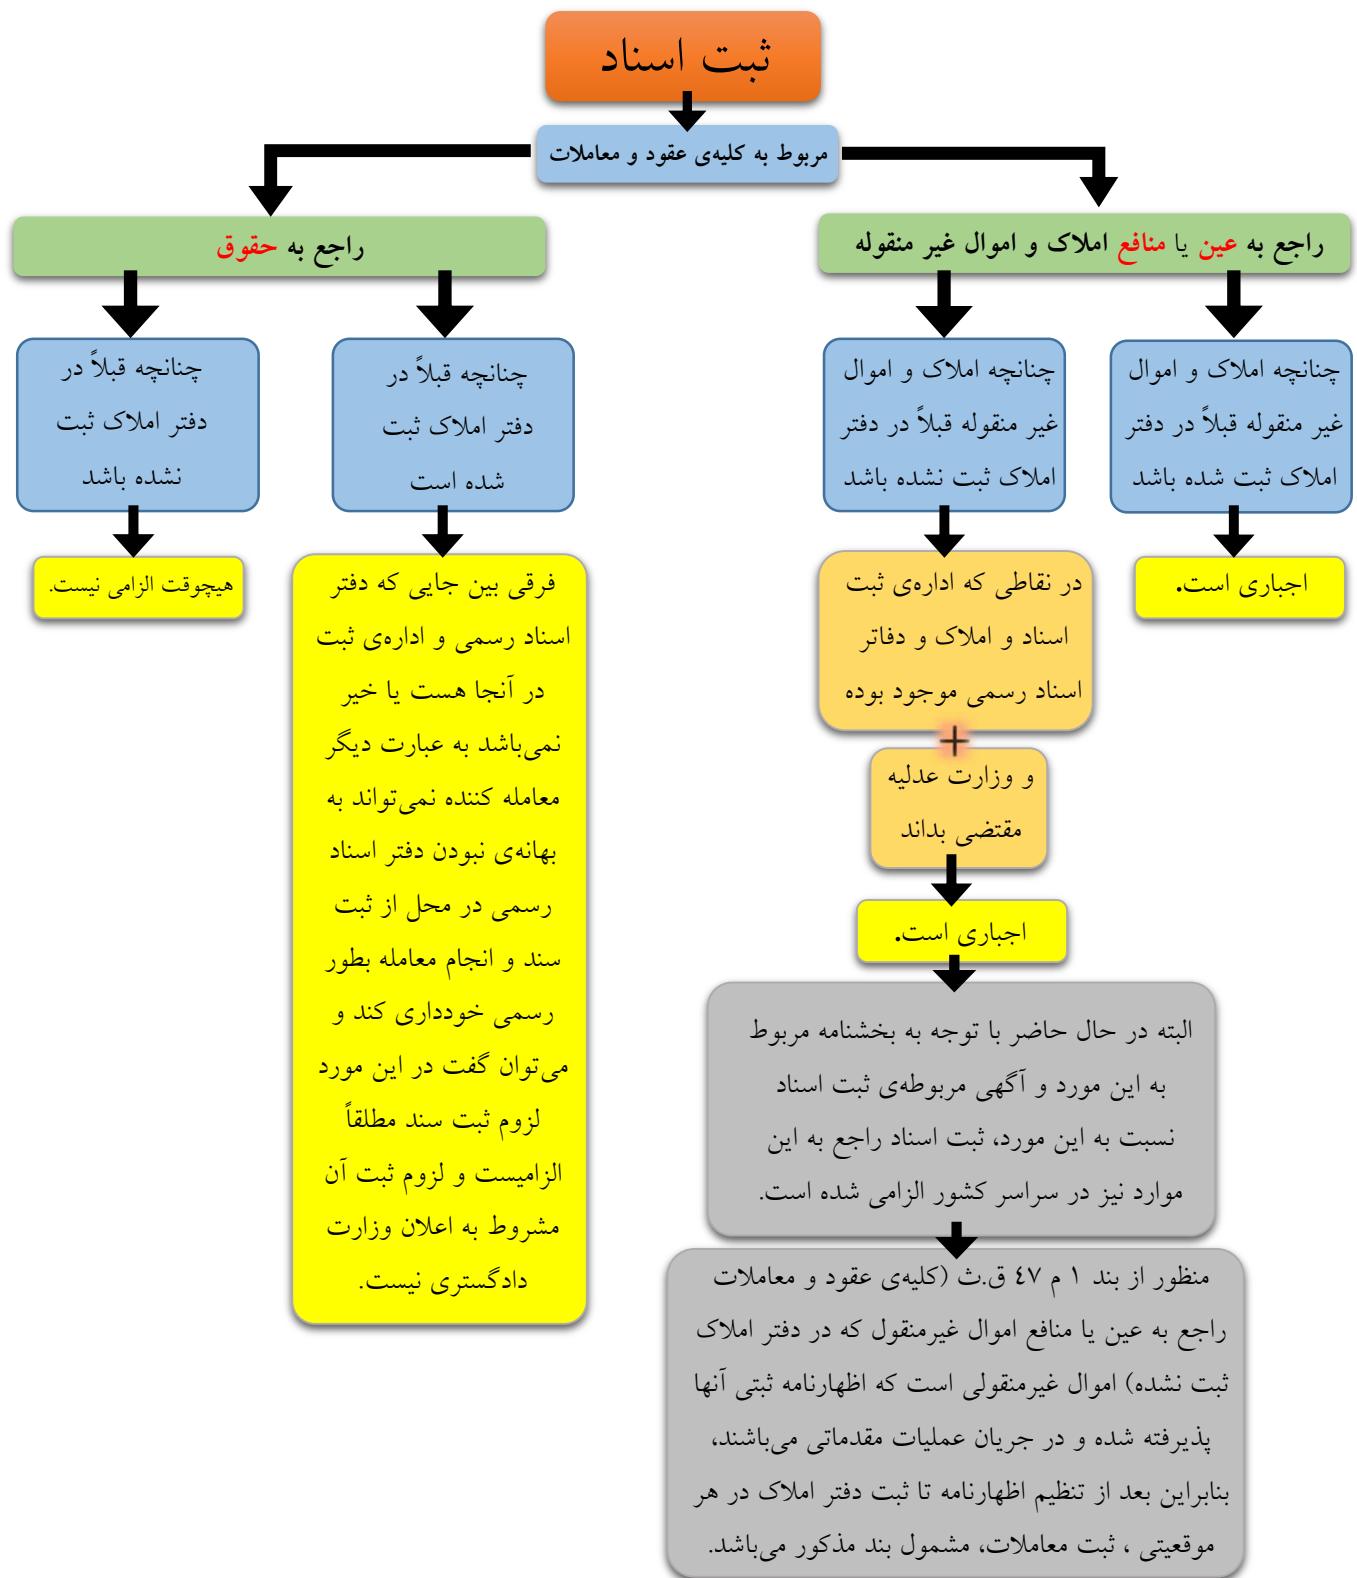 ثبت اسناد
مربوط به کلیه‌ی عقود و معاملات
راجع به عین یا منافع املاک و اموال غیر منقوله
راجع به حقوق
چنانچه املاک و اموال
غیر منقوله قبلاً در دفتر
املاک ثبت شده باشد
چنانچه املاک و اموال
غیر منقوله قبلاً در دفتر
املاک ثبت نشده باشد
چنانچه قبلاً در
دفتر املاک ثبت
شده است
چنانچه قبلاً در
دفتر املاک ثبت
نشده باشد
اجباری است.
در نقاطی که اداره‌ی ثبت
اسناد و املاک و دفاتر
اسناد رسمی موجود بوده
+
و وزارت عدلیه
مقتضی بداند
اجباری است.
البته در حال حاضر با توجه به بخشنامه مربوط
به این مورد و آگهی مربوطه‌ی ثبت اسناد
نسبت به این مورد، ثبت اسناد راجع به این
موارد نیز در سراسر کشور الزامی شده است.
منظور از بند ۱ م ٤٧ ق.ث (کلیه‌ی عقود و معاملات
راجع به عین یا منافع اموال غیرمنقول که در دفتر املاک
ثبت نشده) اموال غیرمنقولی است که اظهارنامه ثبتی آنها
پذیرفته شده و در جریان عملیات مقدماتی می‌باشند،
بنابراین بعد از تنظیم اظهارنامه تا ثبت دفتر املاک در هر
موقعیتی ، ثبت معاملات، مشمول بند مذکور می‌باشد.
فرقی بین جایی که دفتر
اسناد رسمی و اداره‌ی ثبت
در آنجا هست یا خیر
نمی‌باشد به عبارت دیگر
معامله کننده نمی‌تواند به
بهانه‌ی نبودن دفتر اسناد
رسمی در محل از ثبت
سند و انجام معامله بطور
رسمی خودداری کند و
می‌توان گفت در این مورد
لزوم ثبت سند مطلقاً
الزامیست و لزوم ثبت آن
مشروط به اعلان وزارت
دادگستری نیست.
هیچوقت الزامی نیست.